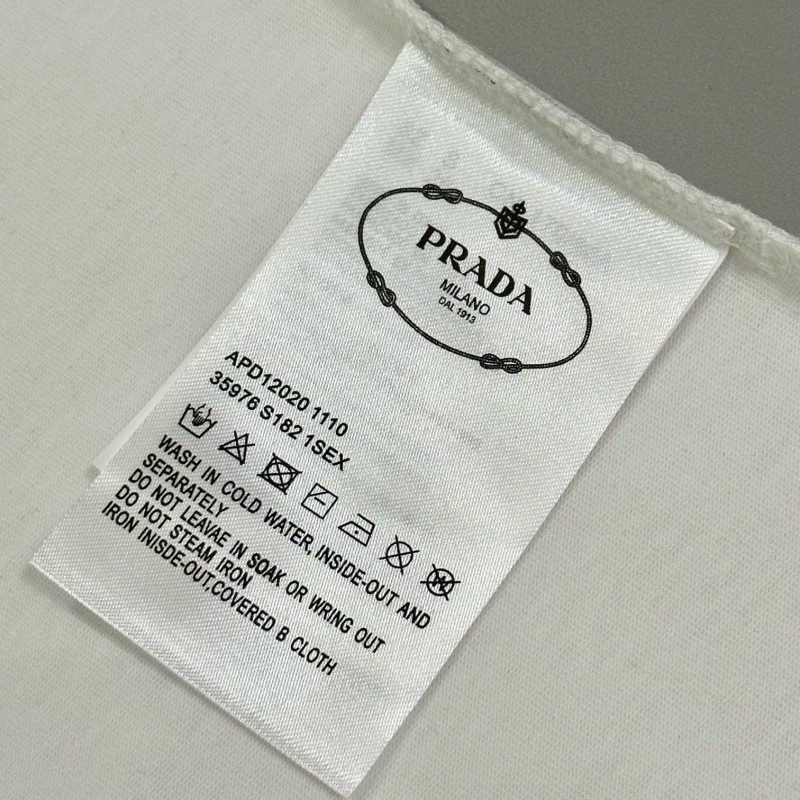 PRADA
MILANO
DAL 1913
APD12020 1110
35976 S182 1SEX
WASH IN COLD WATER, INSIDE-OUT AND
SEPARATELY
DO NOT LEAVAE IN SOAK OR WRING OUT
DO NOT STEAM IRON
IRON INISDE-OUT,COVERED B CLOTH